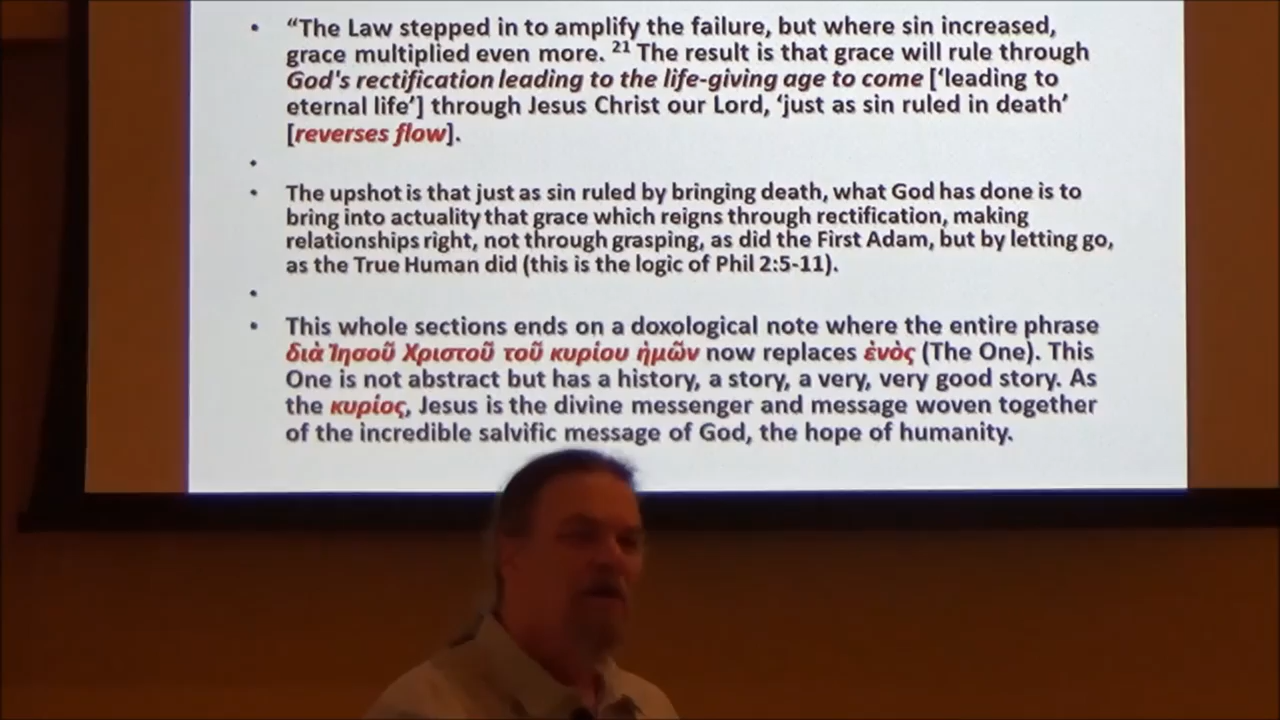 • “The Law stepped in to amplify the failure, but where sin increased,
grace multiplied even more. ²¹ The result is that grace will rule through
God's rectification leading to the life-giving age to come [‘leading to
eternal life’] through Jesus Christ our Lord, ‘just as sin ruled in death’
[reverses flow].
•
• The upshot is that just as sin ruled by bringing death, what God has done is to
bring into actuality that grace which reigns through rectification, making
relationships right, not through grasping, as did the First Adam, but by letting go,
as the True Human did (this is the logic of Phil 2:5-11).
•
• This whole sections ends on a doxological note where the entire phrase
διὰ Ἰησοῦ Χριστοῦ τοῦ κυρίου ἡμῶν now replaces ἑνὸς (The One). This
One is not abstract but has a history, a story, a very, very good story. As
the κυρίος, Jesus is the divine messenger and message woven together
of the incredible salvific message of God, the hope of humanity.